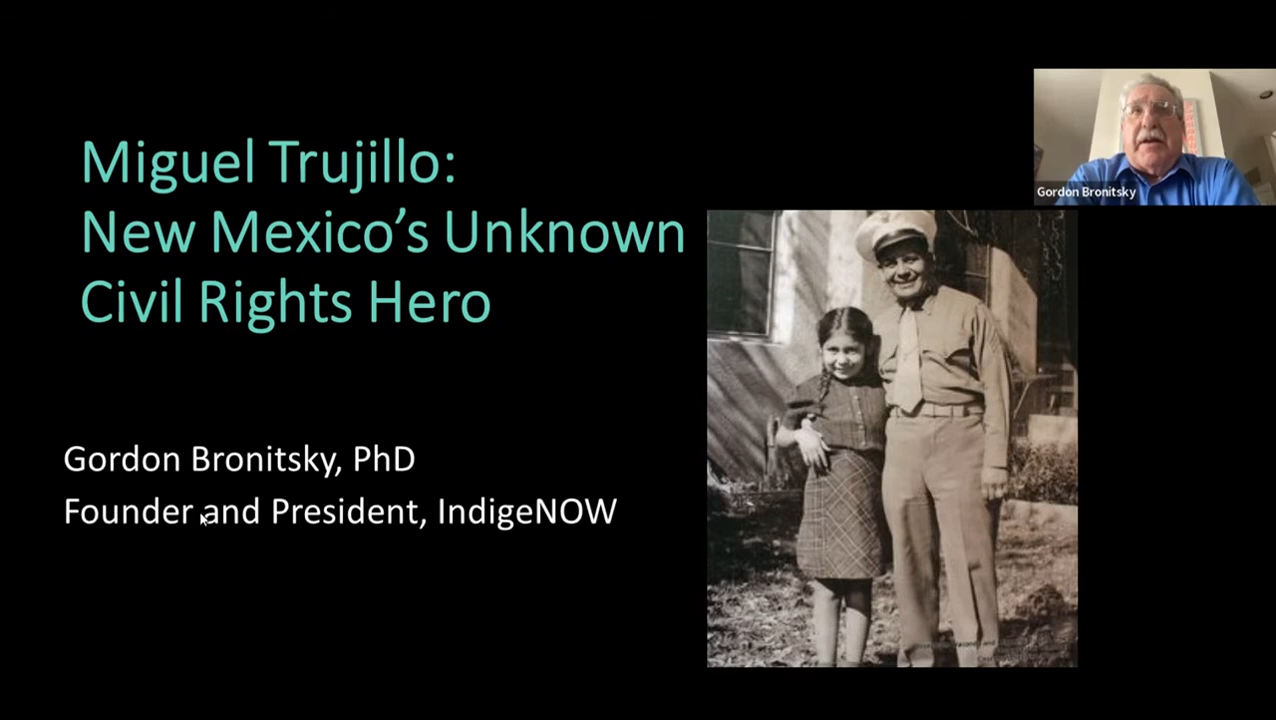 Miguel Trujillo:
New Mexico's Unknown
Civil Rights Hero
Gordon Bronitsky
Gordon Bronitsky, PhD
Founder and President, IndigeNOW